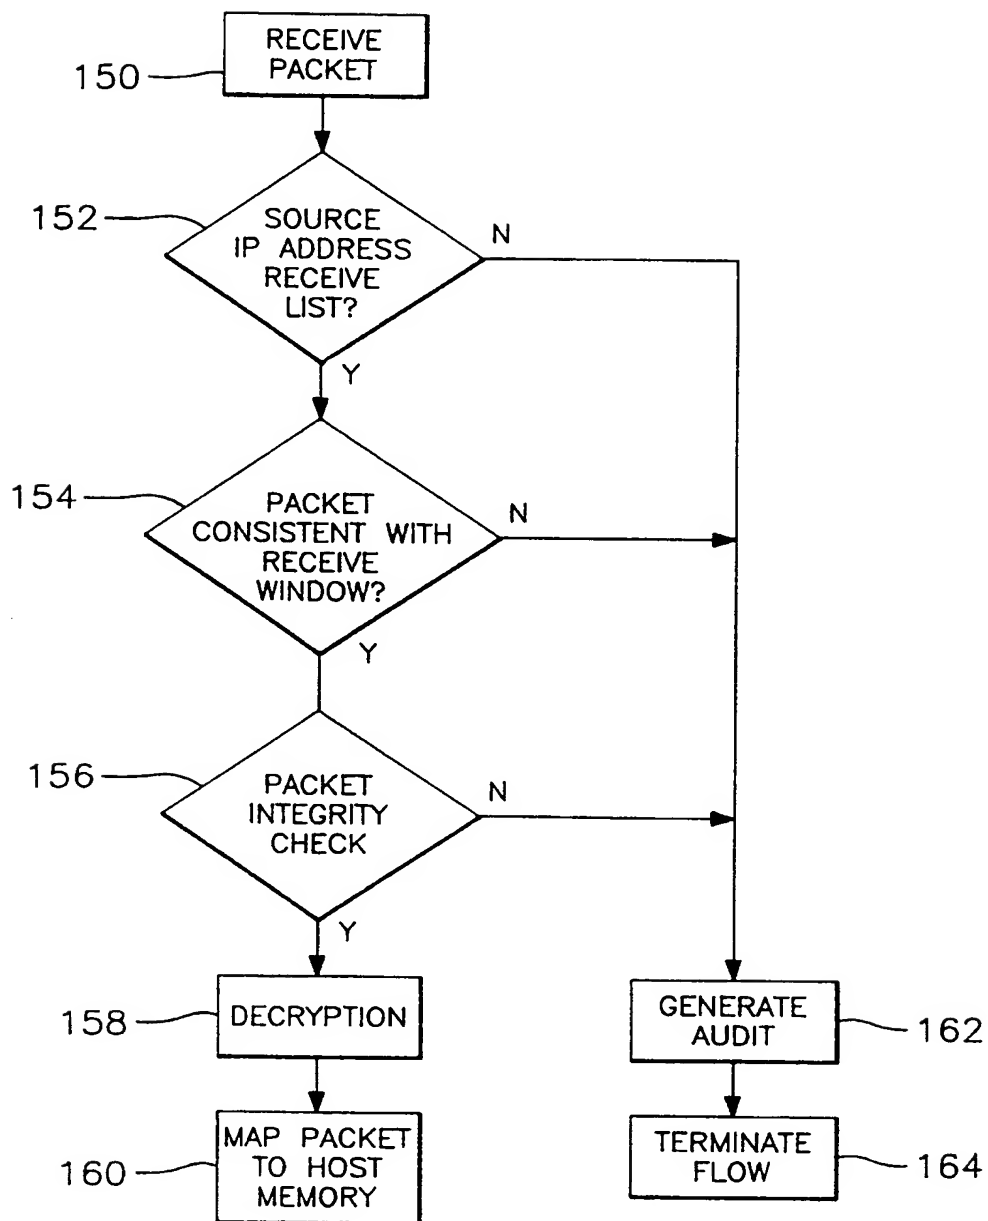 RECEIVE
PACKET
150
152
SOURCE
IP ADDRESS
RECEIVE
LIST?
N
Y
154
PACKET
CONSISTENT WITH
RECEIVE
WINDOW?
N
Y
156
PACKET
INTEGRITY
CHECK
N
Y
158
DECRYPTION
GENERATE
AUDIT
162
160
MAP PACKET
TO HOST
MEMORY
TERMINATE
FLOW
164